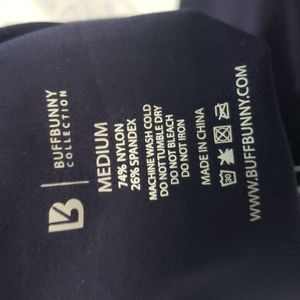 BUFFBUNNY
COLLECTION
MEDIUM
74% NYLON
26% SPANDEX
MACHINE WASH COLD
DO NOT TUMBLE DRY
DO NOT BLEACH
DO NOT IRON
MADE IN CHINA
30
WWW.BUFFBUNNY.COM